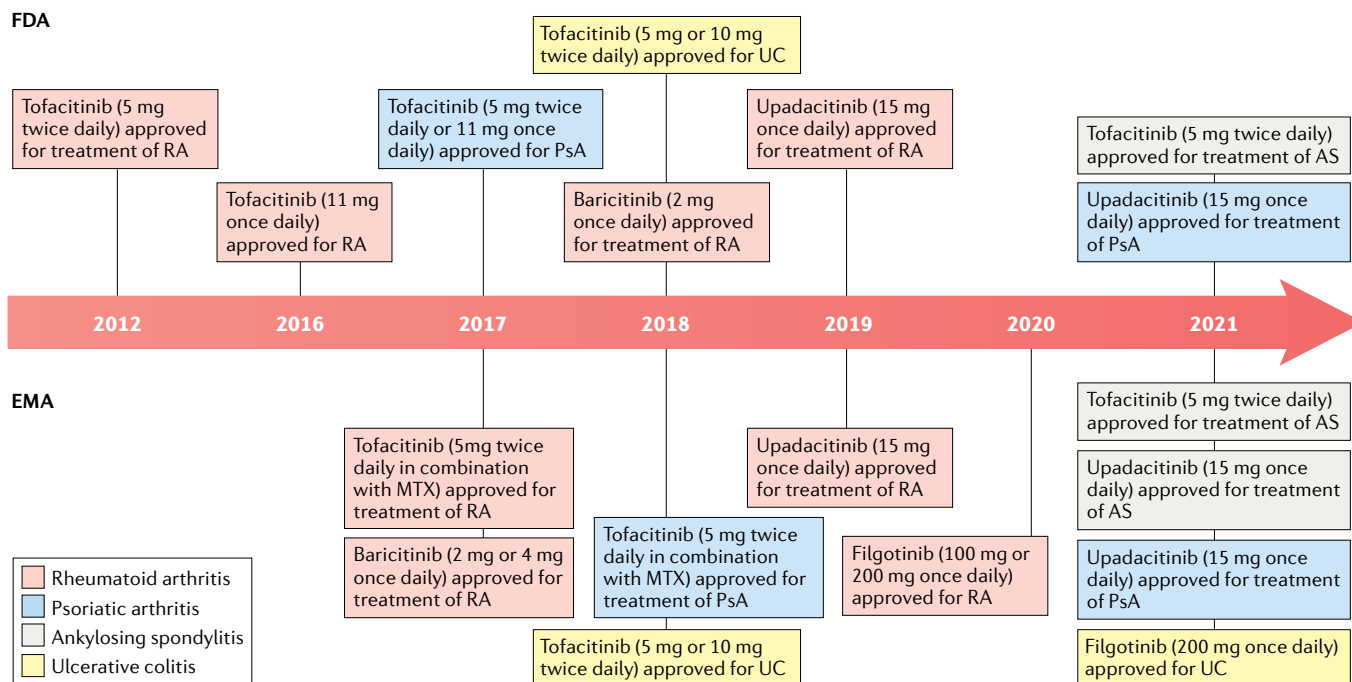 FDA
Tofacitinib (5 mg
twice daily) approved
for treatment of RA
Tofacitinib (11 mg
once daily)
approved for RA
Tofacitinib (5 mg twice
daily or 11 mg once
daily) approved for PsA
Tofacitinib (5 mg or 10 mg
twice daily) approved for UC
Baricitinib (2 mg
once daily) approved
for treatment of RA
Upadacitinib (15 mg
once daily) approved
for treatment of RA
Tofacitinib (5 mg twice daily)
approved for treatment of AS
Upadacitinib (15 mg once
daily) approved for treatment
of PsA
2012
2016
2017
2018
2019
2020
2021
EMA
Tofacitinib (5mg twice
daily in combination
with MTX) approved for
treatment of RA
Baricitinib (2 mg or 4 mg
once daily) approved for
treatment of RA
Tofacitinib (5 mg twice
daily in combination
with MTX) approved for
treatment of PsA
Tofacitinib (5 mg or 10 mg
twice daily) approved for UC
Upadacitinib (15 mg
once daily) approved
for treatment of RA
Filgotinib (100 mg or
200 mg once daily)
approved for RA
Tofacitinib (5 mg twice daily)
approved for treatment of AS
Upadacitinib (15 mg once
daily) approved for treatment
of AS
Upadacitinib (15 mg once
daily) approved for treatment
of PsA
Filgotinib (200 mg once daily)
approved for UC
Rheumatoid arthritis
Psoriatic arthritis
Ankylosing spondylitis
Ulcerative colitis